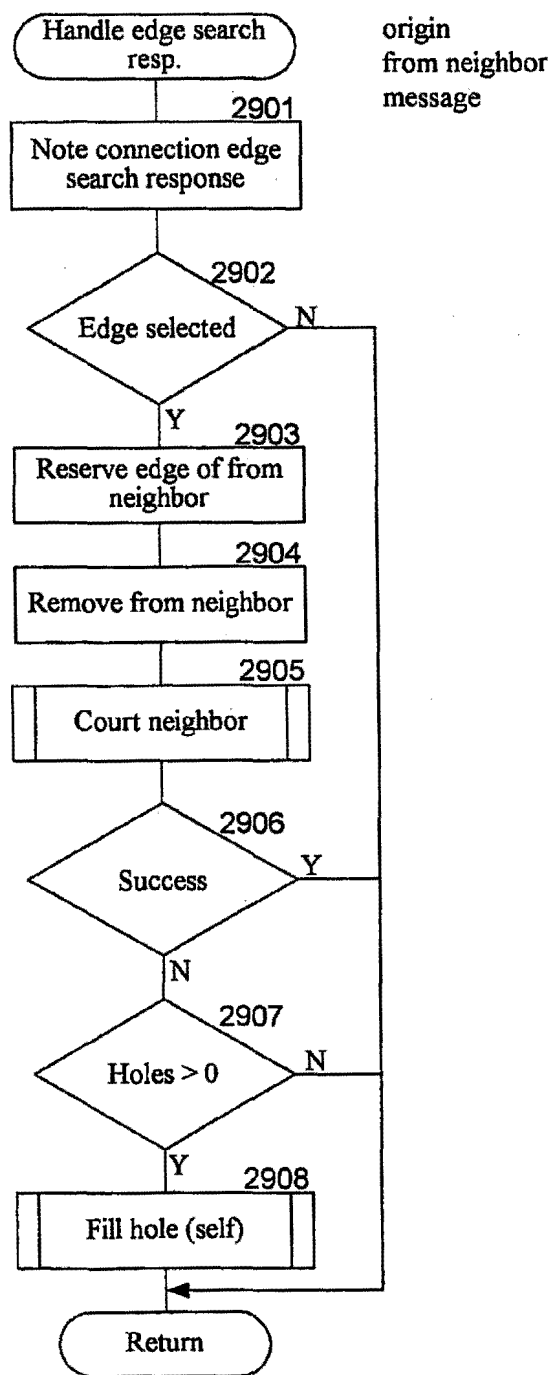 Handle edge search
resp.
origin
from neighbor
message
2901
Note connection edge
search response
2902
Edge selected
N
Y
2903
Reserve edge of from
neighbor
2904
Remove from neighbor
2905
Court neighbor
2906
Success
Y
N
2907
Holes > 0
N
Y
2908
Fill hole (self)
Return